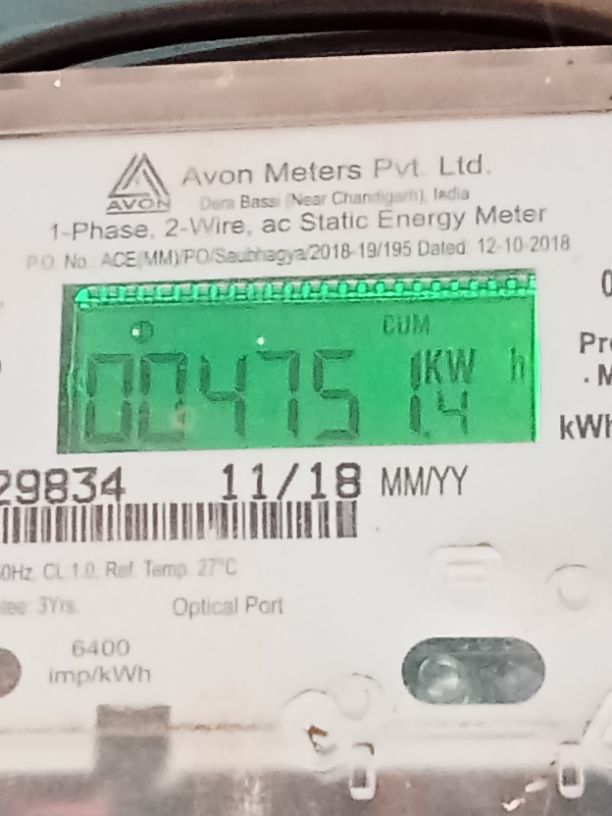 AVON
Avon Meters Pvt. Ltd.
Dera Bassi (Near Chandigarh), India
1-Phase, 2-Wire, ac Static Energy Meter
P.O. No. ACE(MM)/PO/Saubhagya/2018-19/195 Dated: 12-10-2018
CUM
004751.4 KW h
kWh
29834 11/18 MM/YY
50Hz, CL 1.0, Ref. Temp. 27°C
3Yrs. Optical Port
6400
imp/kWh